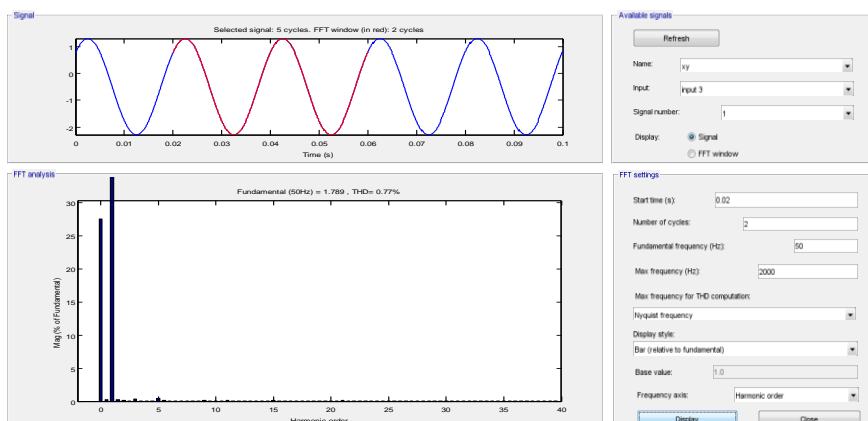 Signal
Selected signal: 5 cycles. FFT window (in red): 2 cycles
1
0
-1
-2
0 0.01 0.02 0.03 0.04 0.05 0.06 0.07 0.08 0.09 0.1
Time (s)
FFT analysis
Fundamental (50Hz) = 1.789 , THD= 0.77%
30
25
20
15
10
5
0
Mag (% of Fundamental)
0 5 10 15 20 25 30 35 40
Harmonic order
Available signals
Refresh
Name: xy
Input: input 3
Signal number: 1
Display: Signal
FFT window
FFT settings
Start time (s): 0.02
Number of cycles: 2
Fundamental frequency (Hz): 50
Max frequency (Hz): 2000
Max frequency for THD computation:
Nyquist frequency
Display style:
Bar (relative to fundamental)
Base value: 1.0
Frequency axis: Harmonic order
Display Close